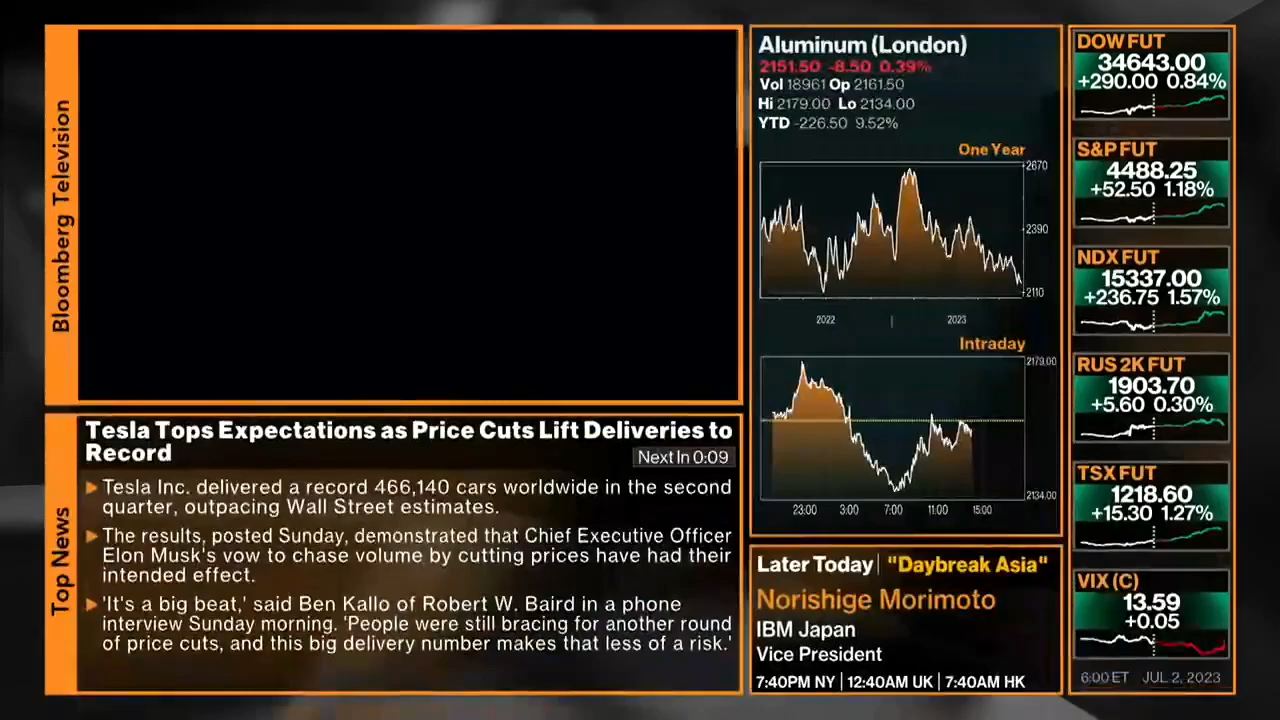 Bloomberg Television
Tesla Tops Expectations as Price Cuts Lift Deliveries to
Record
Next In 0:09
Top News
Tesla Inc. delivered a record 466,140 cars worldwide in the second
quarter, outpacing Wall Street estimates.
The results, posted Sunday, demonstrated that Chief Executive Officer
Elon Musk's vow to chase volume by cutting prices have had their
intended effect.
'It's a big beat,' said Ben Kallo of Robert W. Baird in a phone
interview Sunday morning. 'People were still bracing for another round
of price cuts, and this big delivery number makes that less of a risk.'
Aluminum (London)
2151.50 -8.50 0.39%
Vol 18961 Op 2161.50
Hi 2179.00 Lo 2134.00
YTD -226.50 9.52%
One Year
2670
2390
2110
2022 | 2023
Intraday
2179.00
2134.00
23:00 3:00 7:00 11:00 15:00
Later Today | "Daybreak Asia"
Norishige Morimoto
IBM Japan
Vice President
7:40PM NY | 12:40AM UK | 7:40AM HK
DOW FUT
34643.00
+290.00 0.84%
S&P FUT
4488.25
+52.50 1.18%
NDX FUT
15337.00
+236.75 1.57%
RUS 2K FUT
1903.70
+5.60 0.30%
TSX FUT
1218.60
+15.30 1.27%
VIX (C)
13.59
+0.05
6:00 ET JUL 2, 2023